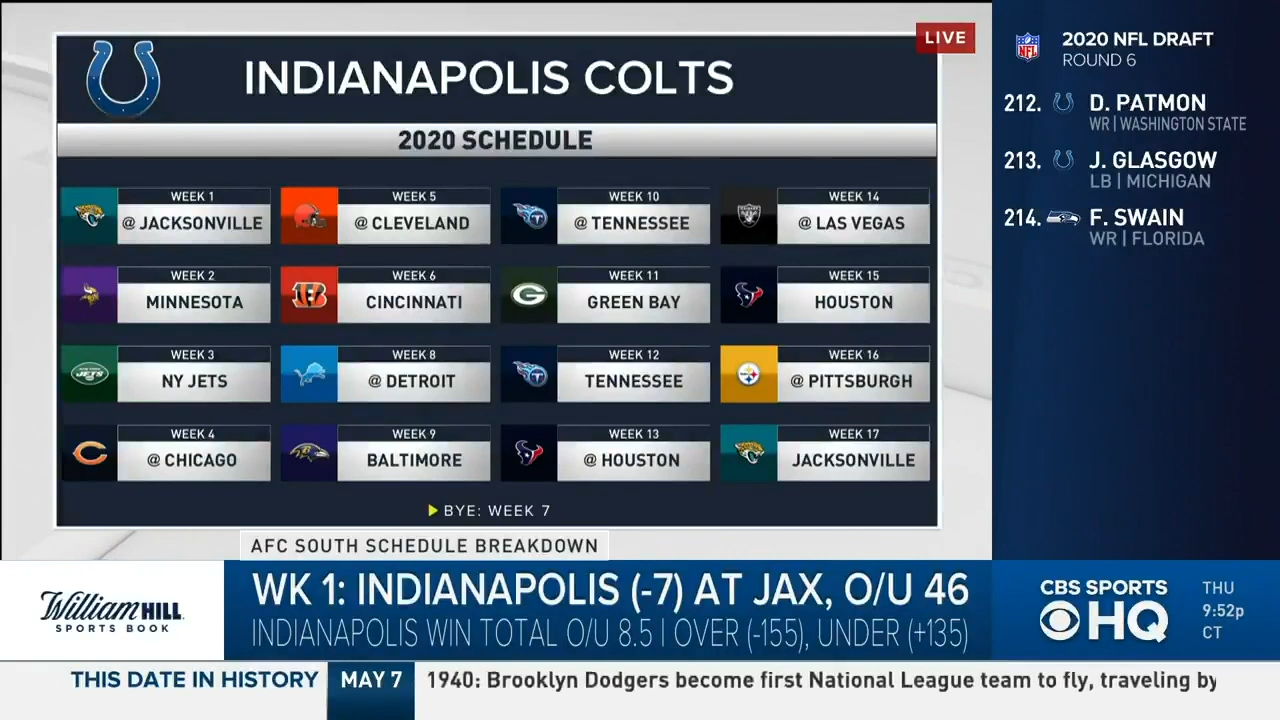 LIVE
INDIANAPOLIS COLTS
2020 SCHEDULE
WEEK 1
@ JACKSONVILLE
WEEK 2
MINNESOTA
WEEK 3
NY JETS
WEEK 4
@ CHICAGO
WEEK 5
@ CLEVELAND
WEEK 6
CINCINNATI
WEEK 8
@ DETROIT
WEEK 9
BALTIMORE
WEEK 10
@ TENNESSEE
WEEK 11
GREEN BAY
WEEK 12
TENNESSEE
WEEK 13
@ HOUSTON
WEEK 14
@ LAS VEGAS
WEEK 15
HOUSTON
WEEK 16
@ PITTSBURGH
WEEK 17
JACKSONVILLE
BYE: WEEK 7
AFC SOUTH SCHEDULE BREAKDOWN
NFL
2020 NFL DRAFT
ROUND 6
212. D. PATMON
WR | WASHINGTON STATE
213. J. GLASGOW
LB | MICHIGAN
214. F. SWAIN
WR | FLORIDA
William HILL
SPORTS BOOK
WK 1: INDIANAPOLIS (-7) AT JAX, O/U 46
INDIANAPOLIS WIN TOTAL O/U 8.5 | OVER (-155), UNDER (+135)
CBS SPORTS
HQ
THU
9:52p
CT
THIS DATE IN HISTORY
MAY 7
1940: Brooklyn Dodgers become first National League team to fly, traveling by